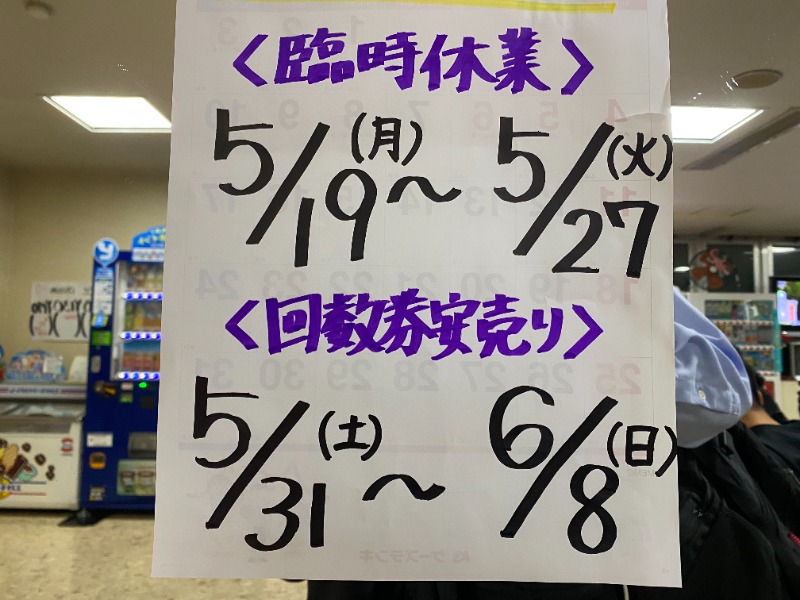 〈臨時休業〉
5/19(月)〜5/27(火)
〈回数券安売り〉
5/31(土)〜6/8(日)